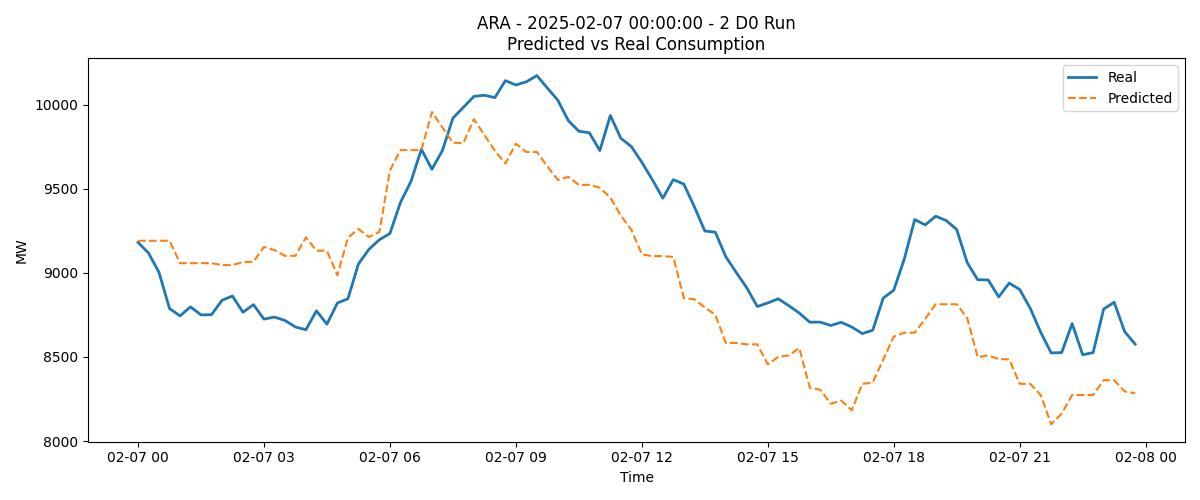 ARA - 2025-02-07 00:00:00 - 2 D0 Run
Predicted vs Real Consumption
Real
Predicted
MW
10000
9500
9000
8500
8000
02-07 00
02-07 03
02-07 06
02-07 09
02-07 12
02-07 15
02-07 18
02-07 21
02-08 00
Time